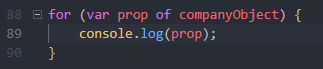 88 for (var prop of companyObject) {
89 console.log(prop);
90 }